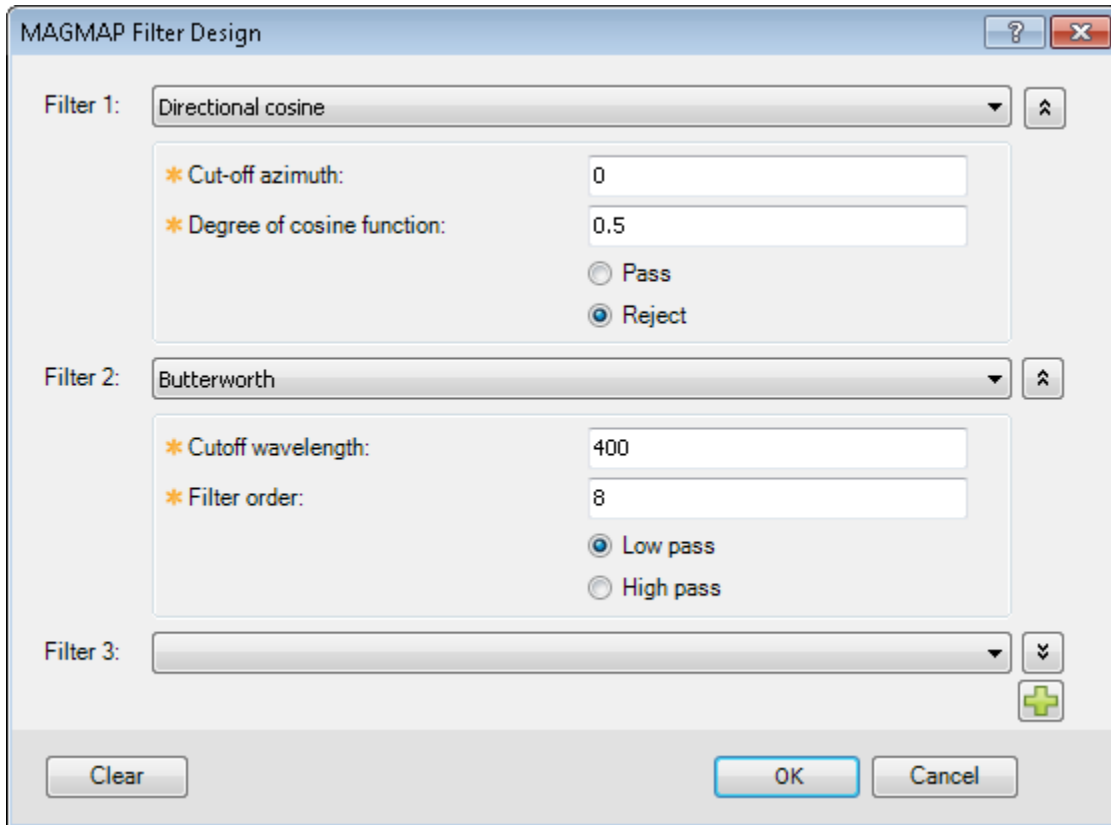 MAGMAP Filter Design
Filter 1: Directional cosine
* Cut-off azimuth: 0
* Degree of cosine function: 0.5
Pass
Reject
Filter 2: Butterworth
* Cutoff wavelength: 400
* Filter order: 8
Low pass
High pass
Filter 3:
Clear OK Cancel